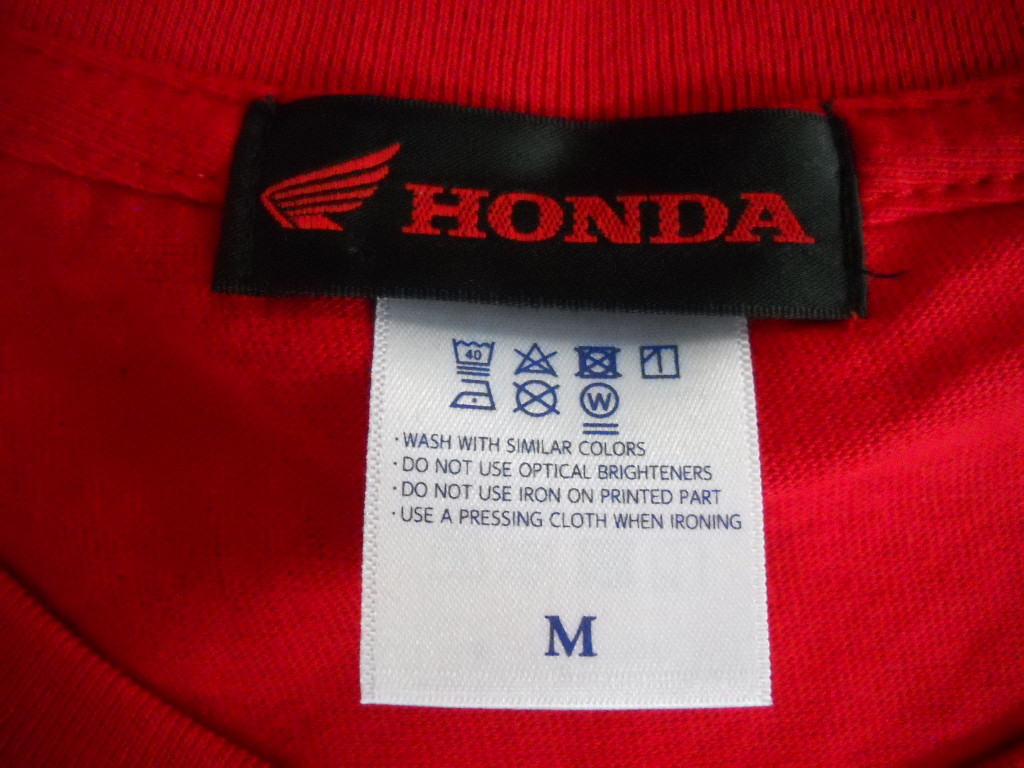 HONDA
40
W
· WASH WITH SIMILAR COLORS
· DO NOT USE OPTICAL BRIGHTENERS
· DO NOT USE IRON ON PRINTED PART
· USE A PRESSING CLOTH WHEN IRONING
M